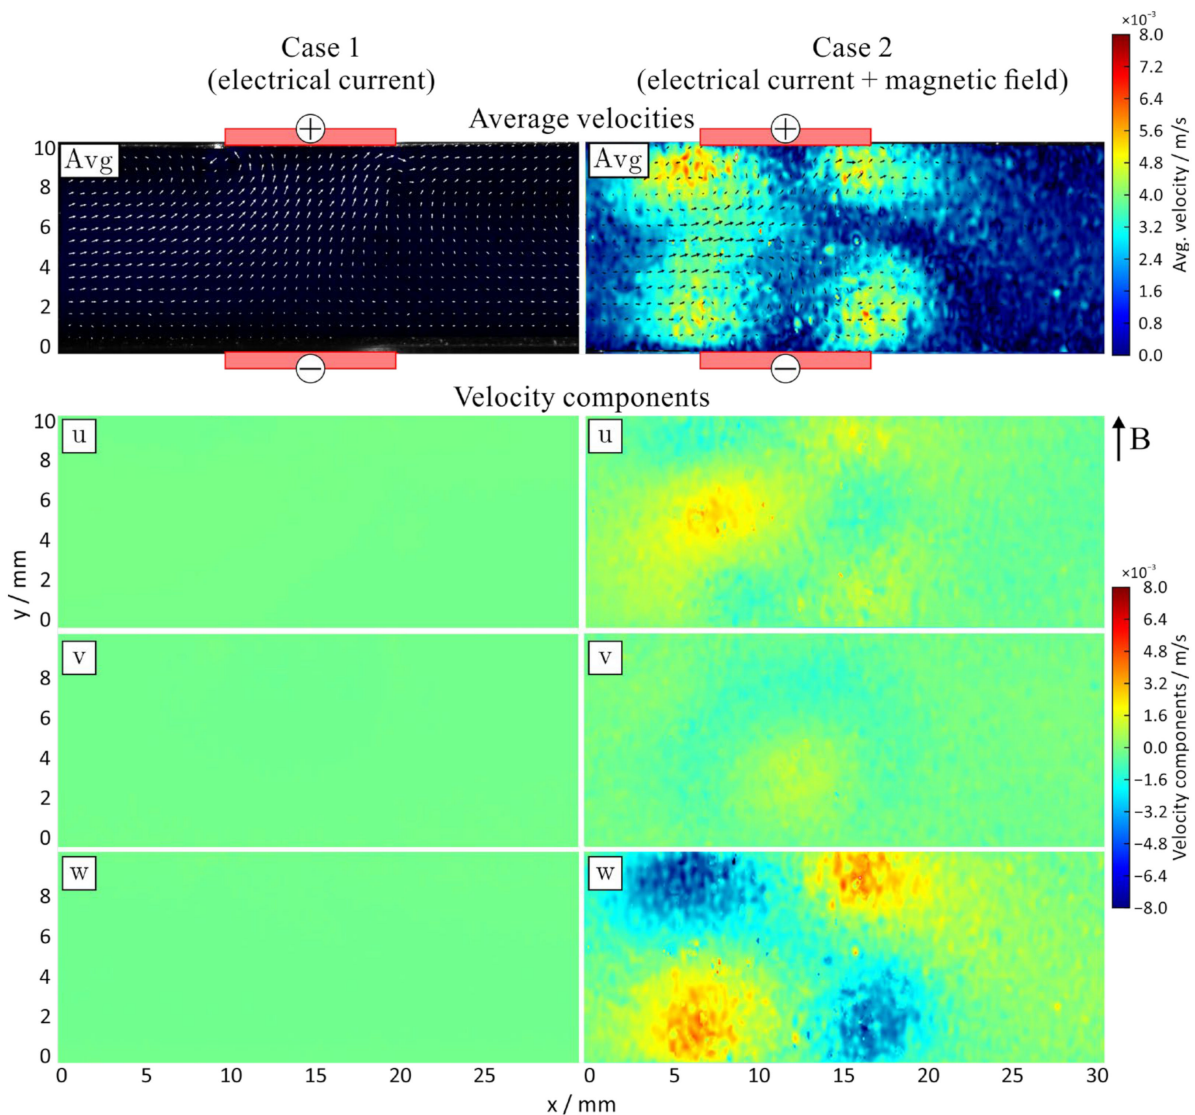 Case 1
(electrical current)
Case 2
(electrical current + magnetic field)
Average velocities
+
+
Avg
Avg
10
8
6
4
2
0
−
−
×10⁻³
8.0
7.2
6.4
5.6
4.8
4.0
3.2
2.4
1.6
0.8
0.0
Avg. velocity / m/s
Velocity components
u
u
B
10
8
6
4
2
0
v
v
8
6
4
2
0
w
w
8
6
4
2
0
y / mm
×10⁻³
8.0
6.4
4.8
3.2
1.6
0.0
−1.6
−3.2
−4.8
−6.4
−8.0
Velocity components / m/s
0 5 10 15 20 25
0 5 10 15 20 25 30
x / mm